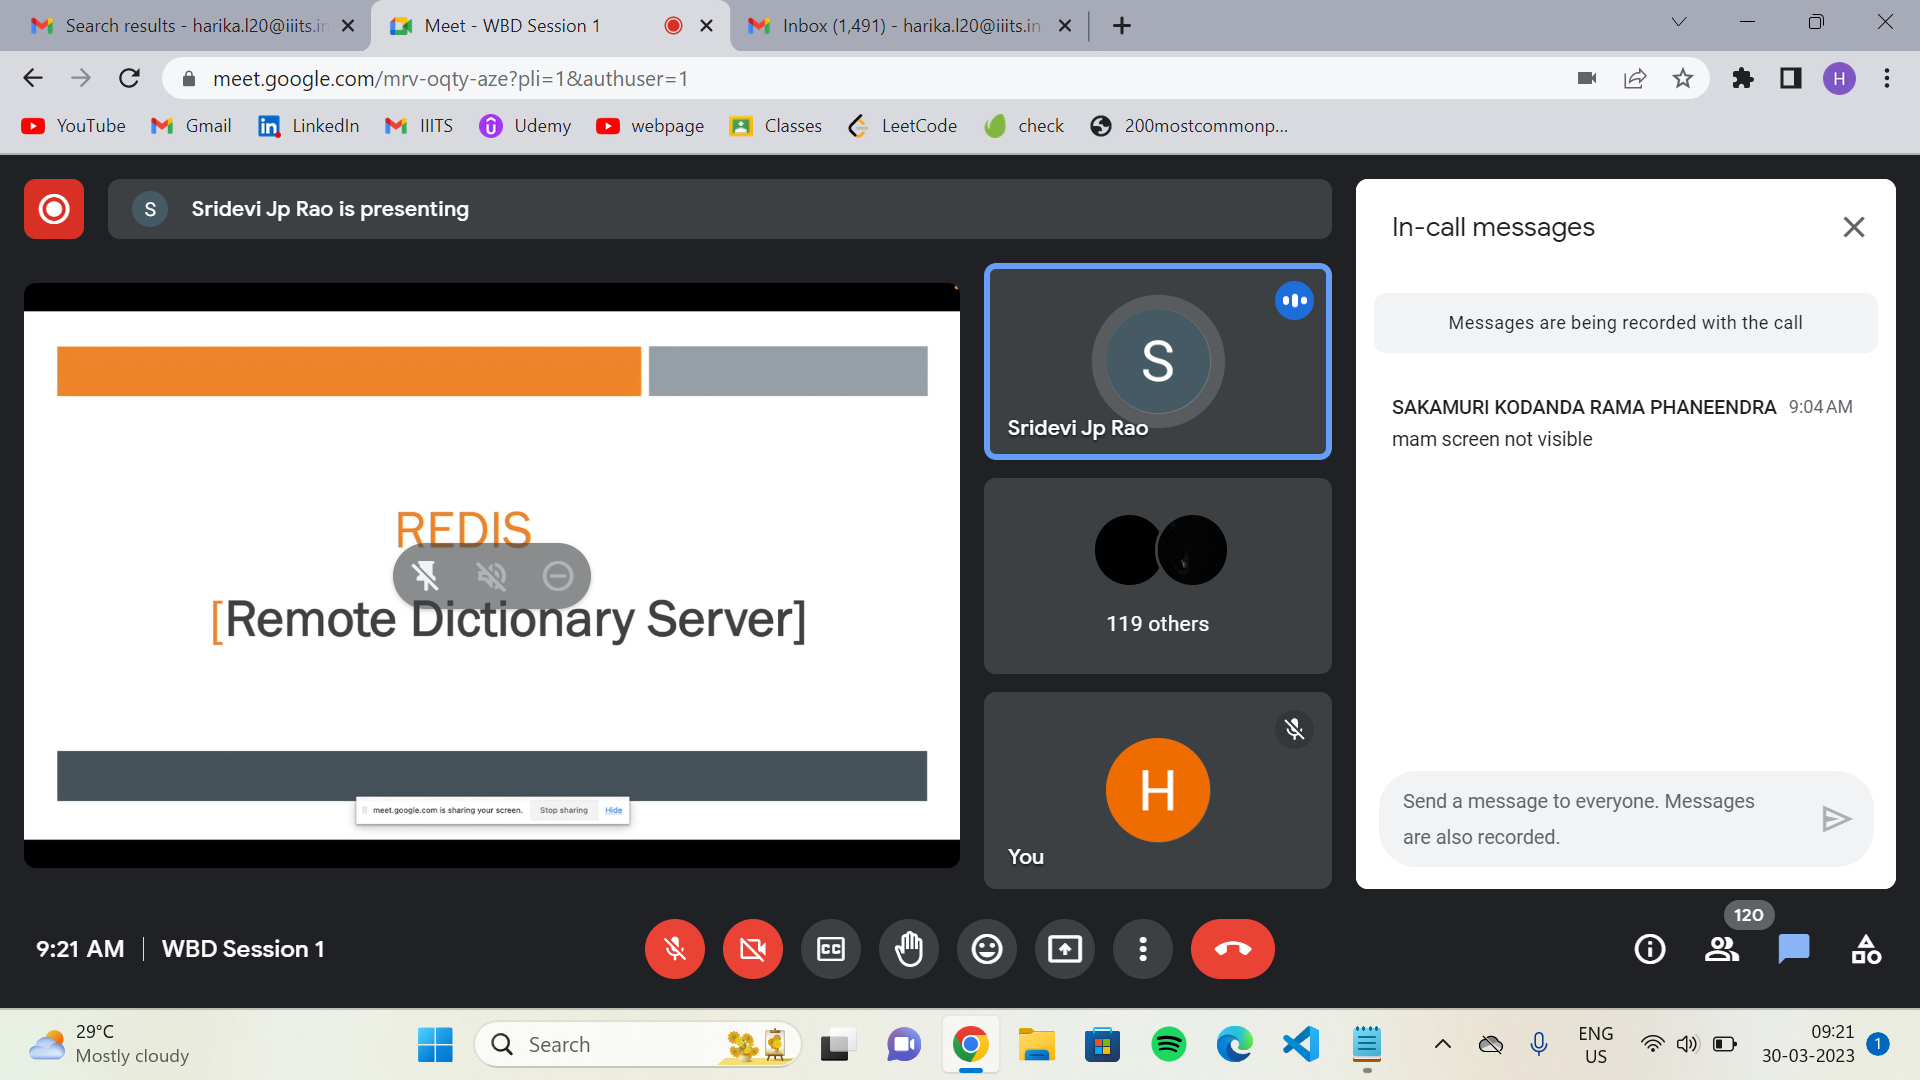 Search results - harika.l20@iiits.in
Meet - WBD Session 1
Inbox (1,491) - harika.l20@iiits.in
meet.google.com/mrv-oqty-aze?pli=1&authuser=1
H
YouTube
Gmail
LinkedIn
IIITS
Udemy
webpage
Classes
LeetCode
check
200mostcommonp...
S
Sridevi Jp Rao is presenting
REDIS
[Remote Dictionary Server]
meet.google.com is sharing your screen.
Stop sharing
Hide
S
Sridevi Jp Rao
119 others
H
You
In-call messages
Messages are being recorded with the call
SAKAMURI KODANDA RAMA PHANEENDRA 9:04 AM
mam screen not visible
Send a message to everyone. Messages
are also recorded.
9:21 AM
WBD Session 1
CC
120
29°C
Mostly cloudy
Search
ENG
US
09:21
30-03-2023
1